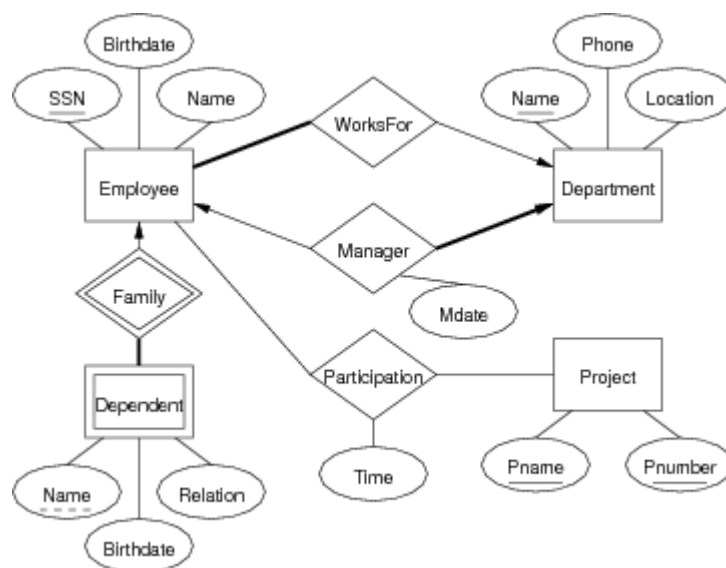 Birthdate
Phone
SSN
Name
Name
Location
WorksFor
Employee
Department
Manager
Family
Mdate
Participation
Project
Dependent
Name
Relation
Time
Pname
Pnumber
Birthdate